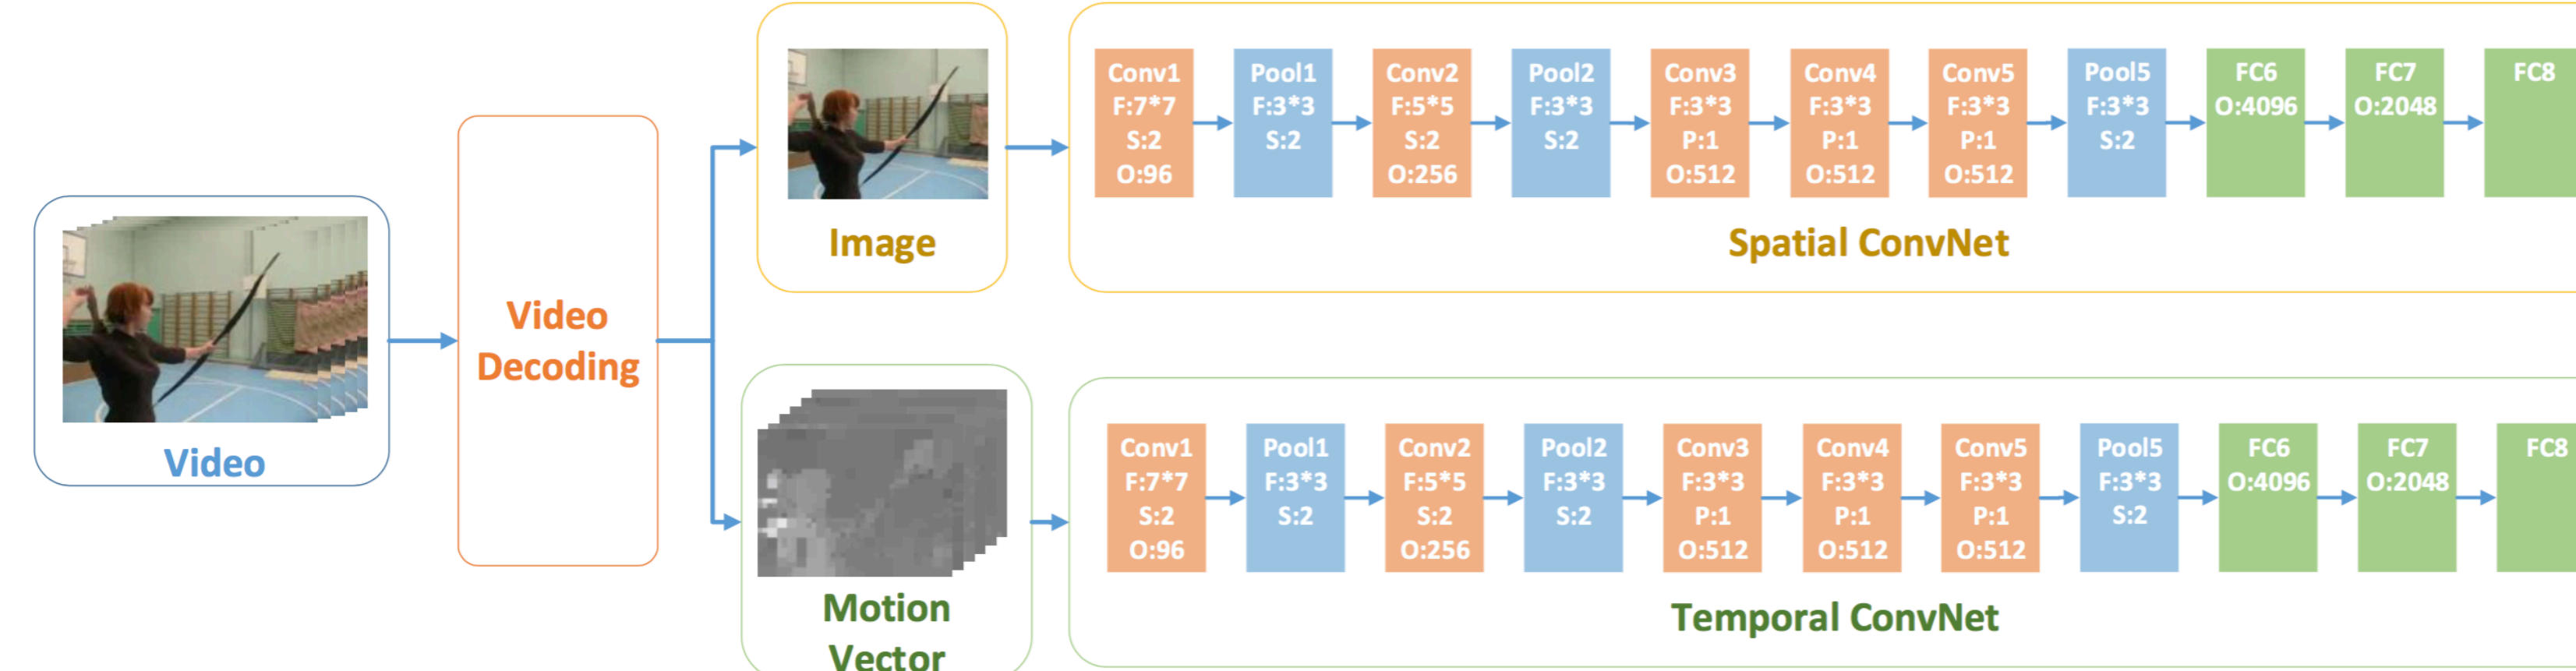 Video
Video
Decoding
Image
Conv1
F:7*7
S:2
O:96
Pool1
F:3*3
S:2
Conv2
F:5*5
S:2
O:256
Pool2
F:3*3
S:2
Conv3
F:3*3
P:1
O:512
Conv4
F:3*3
P:1
O:512
Conv5
F:3*3
P:1
O:512
Pool5
F:3*3
S:2
FC6
O:4096
FC7
O:2048
FC8
Spatial ConvNet
Motion
Vector
Conv1
F:7*7
S:2
O:96
Pool1
F:3*3
S:2
Conv2
F:5*5
S:2
O:256
Pool2
F:3*3
S:2
Conv3
F:3*3
P:1
O:512
Conv4
F:3*3
P:1
O:512
Conv5
F:3*3
P:1
O:512
Pool5
F:3*3
S:2
FC6
O:4096
FC7
O:2048
FC8
Temporal ConvNet